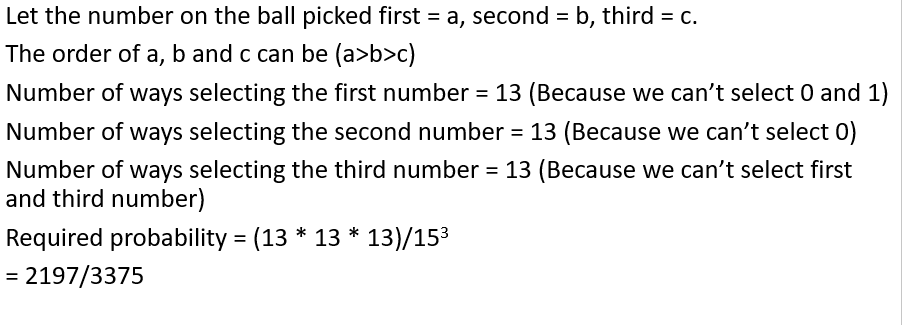 Let the number on the ball picked first = a, second = b, third = c.
The order of a, b and c can be (a>b>c)
Number of ways selecting the first number = 13 (Because we can’t select 0 and 1)
Number of ways selecting the second number = 13 (Because we can’t select 0)
Number of ways selecting the third number = 13 (Because we can’t select first
and third number)
Required probability = (13 * 13 * 13)/15³
= 2197/3375